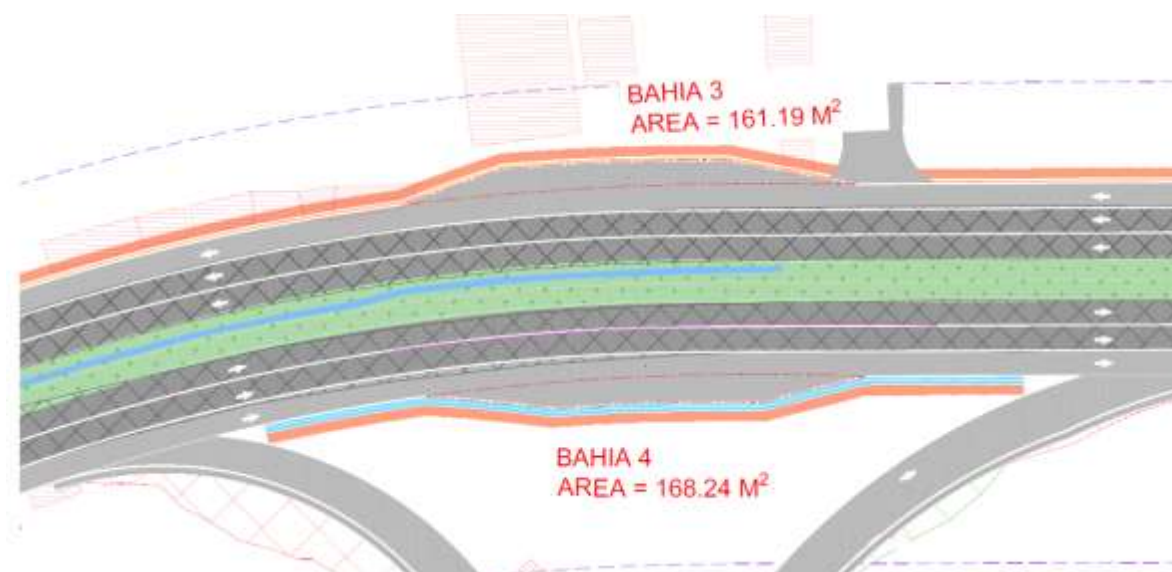 BAHIA 3
AREA = 161.19 M²
BAHIA 4
AREA = 168.24 M²